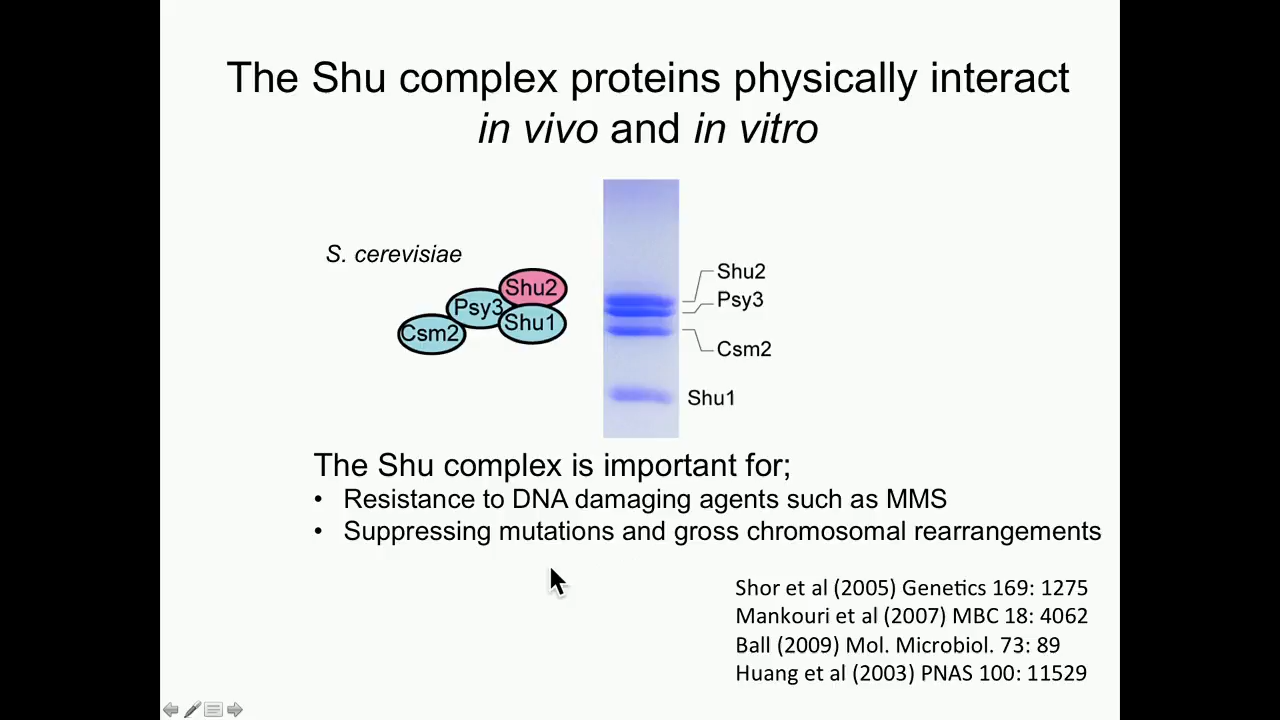 The Shu complex proteins physically interact
in vivo and in vitro
S. cerevisiae
Shu2
Psy3
Shu1
Csm2
Shu2
Psy3
Csm2
Shu1
The Shu complex is important for;
• Resistance to DNA damaging agents such as MMS
• Suppressing mutations and gross chromosomal rearrangements
Shor et al (2005) Genetics 169: 1275
Mankouri et al (2007) MBC 18: 4062
Ball (2009) Mol. Microbiol. 73: 89
Huang et al (2003) PNAS 100: 11529